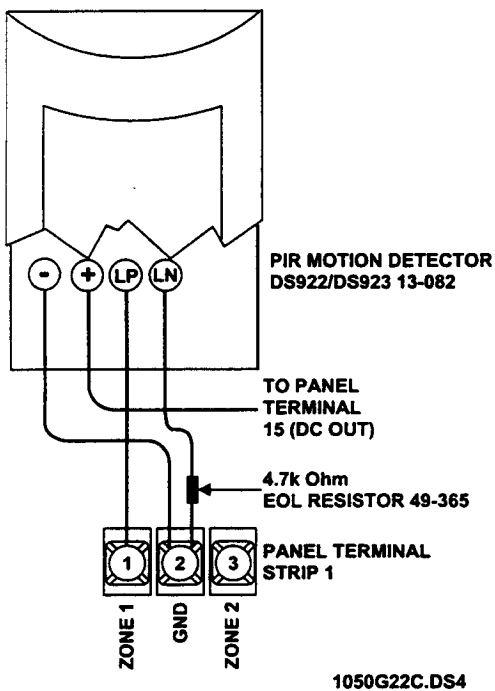 - + LP LN
PIR MOTION DETECTOR
DS922/DS923 13-082
TO PANEL
TERMINAL
15 (DC OUT)
4.7k Ohm
EOL RESISTOR 49-365
1 2 3
PANEL TERMINAL
STRIP 1
ZONE 1
GND
ZONE 2
1050G22C.DS4